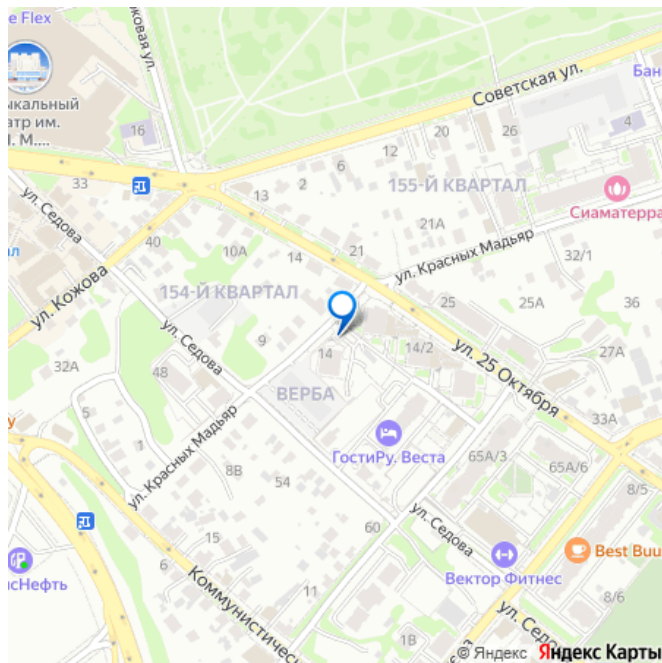 e Flex
ыкальный
атр им.
І. М....
16
33
ул. Седова
40
ул. Кожова
10А
14
154-Й КВАРТАЛ
13
2
6
12
20
26
Советская ул.
Бан
4
155-Й КВАРТАЛ
Сиаматерра
21А
21
ул. Красных Мадьяр
32/1
36
25
25А
27А
ул. 25 Октября
33А
14/2
ул. Седова
9
14
ВЕРБА
32А
48
5
1
ул. Красных Мадьяр
8В
54
ГостиРу. Веста
65А/3
65А/6
8/5
60
ул. Седова
Best Buu
Вектор Фитнес
8/6
15
6
11
исНефть
Коммунистичес
1В
ул. Седо
© Яндекс
Яндекс Карты